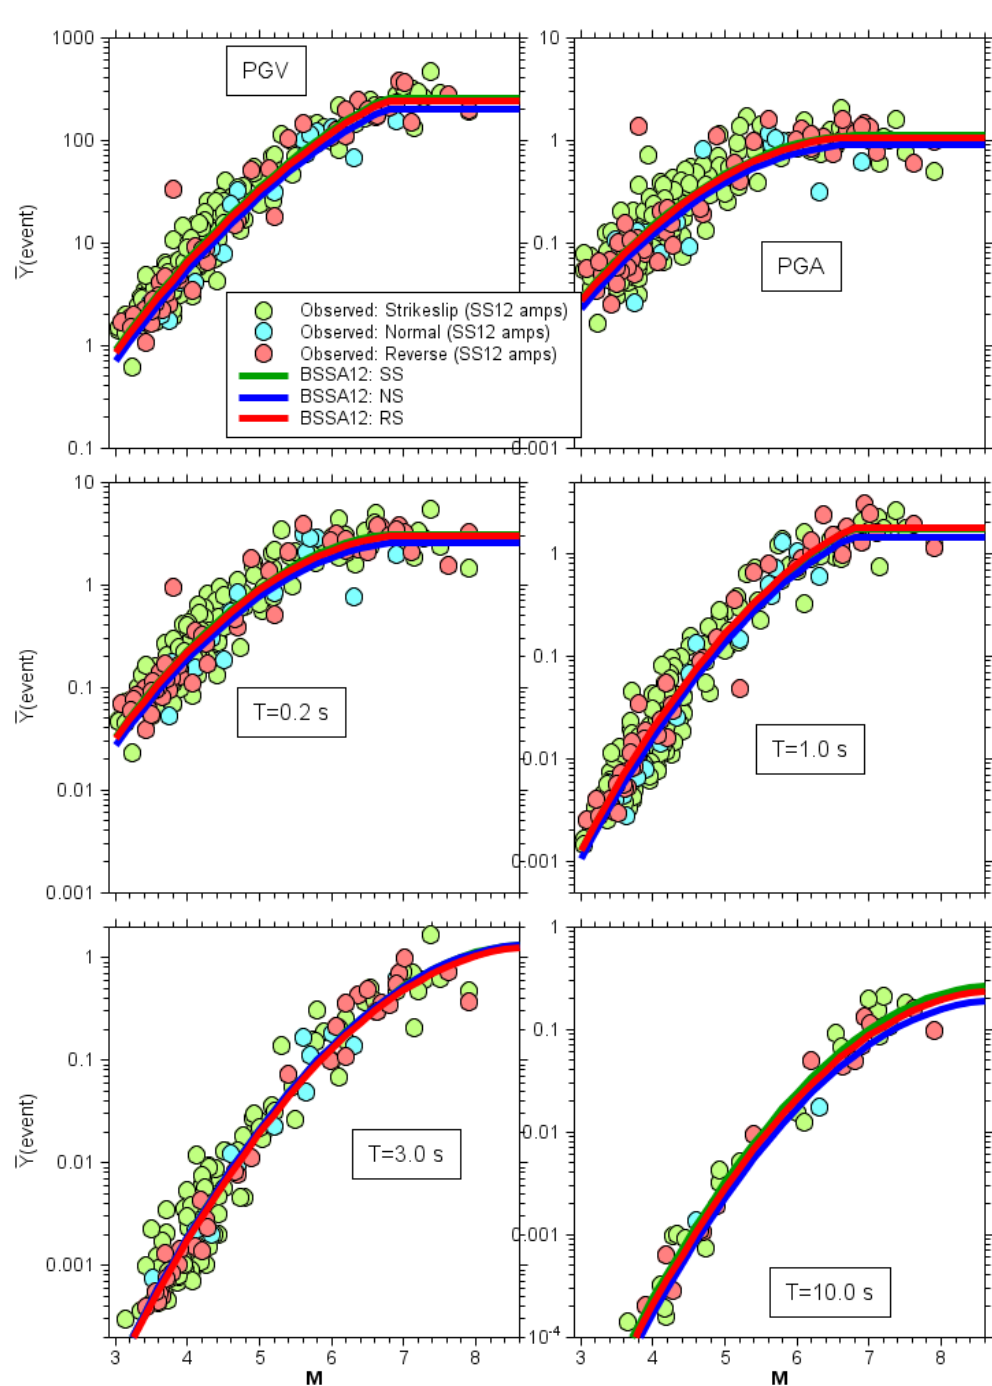 1000
100
10
1
0.1
Ȳ(event)
PGV
10
1
0.1
0.001
PGA
Observed: Strikeslip (SS12 amps)
Observed: Normal (SS12 amps)
Observed: Reverse (SS12 amps)
BSSA12: SS
BSSA12: NS
BSSA12: RS
10
1
0.1
0.01
0.001
Ȳ(event)
T=0.2 s
1
0.1
0.01
0.001
T=1.0 s
1
0.1
0.01
0.001
Ȳ(event)
T=3.0 s
3 4 5 6 7 8
M
1
0.1
0.01
0.001
10-4
T=10.0 s
3 4 5 6 7 8
M